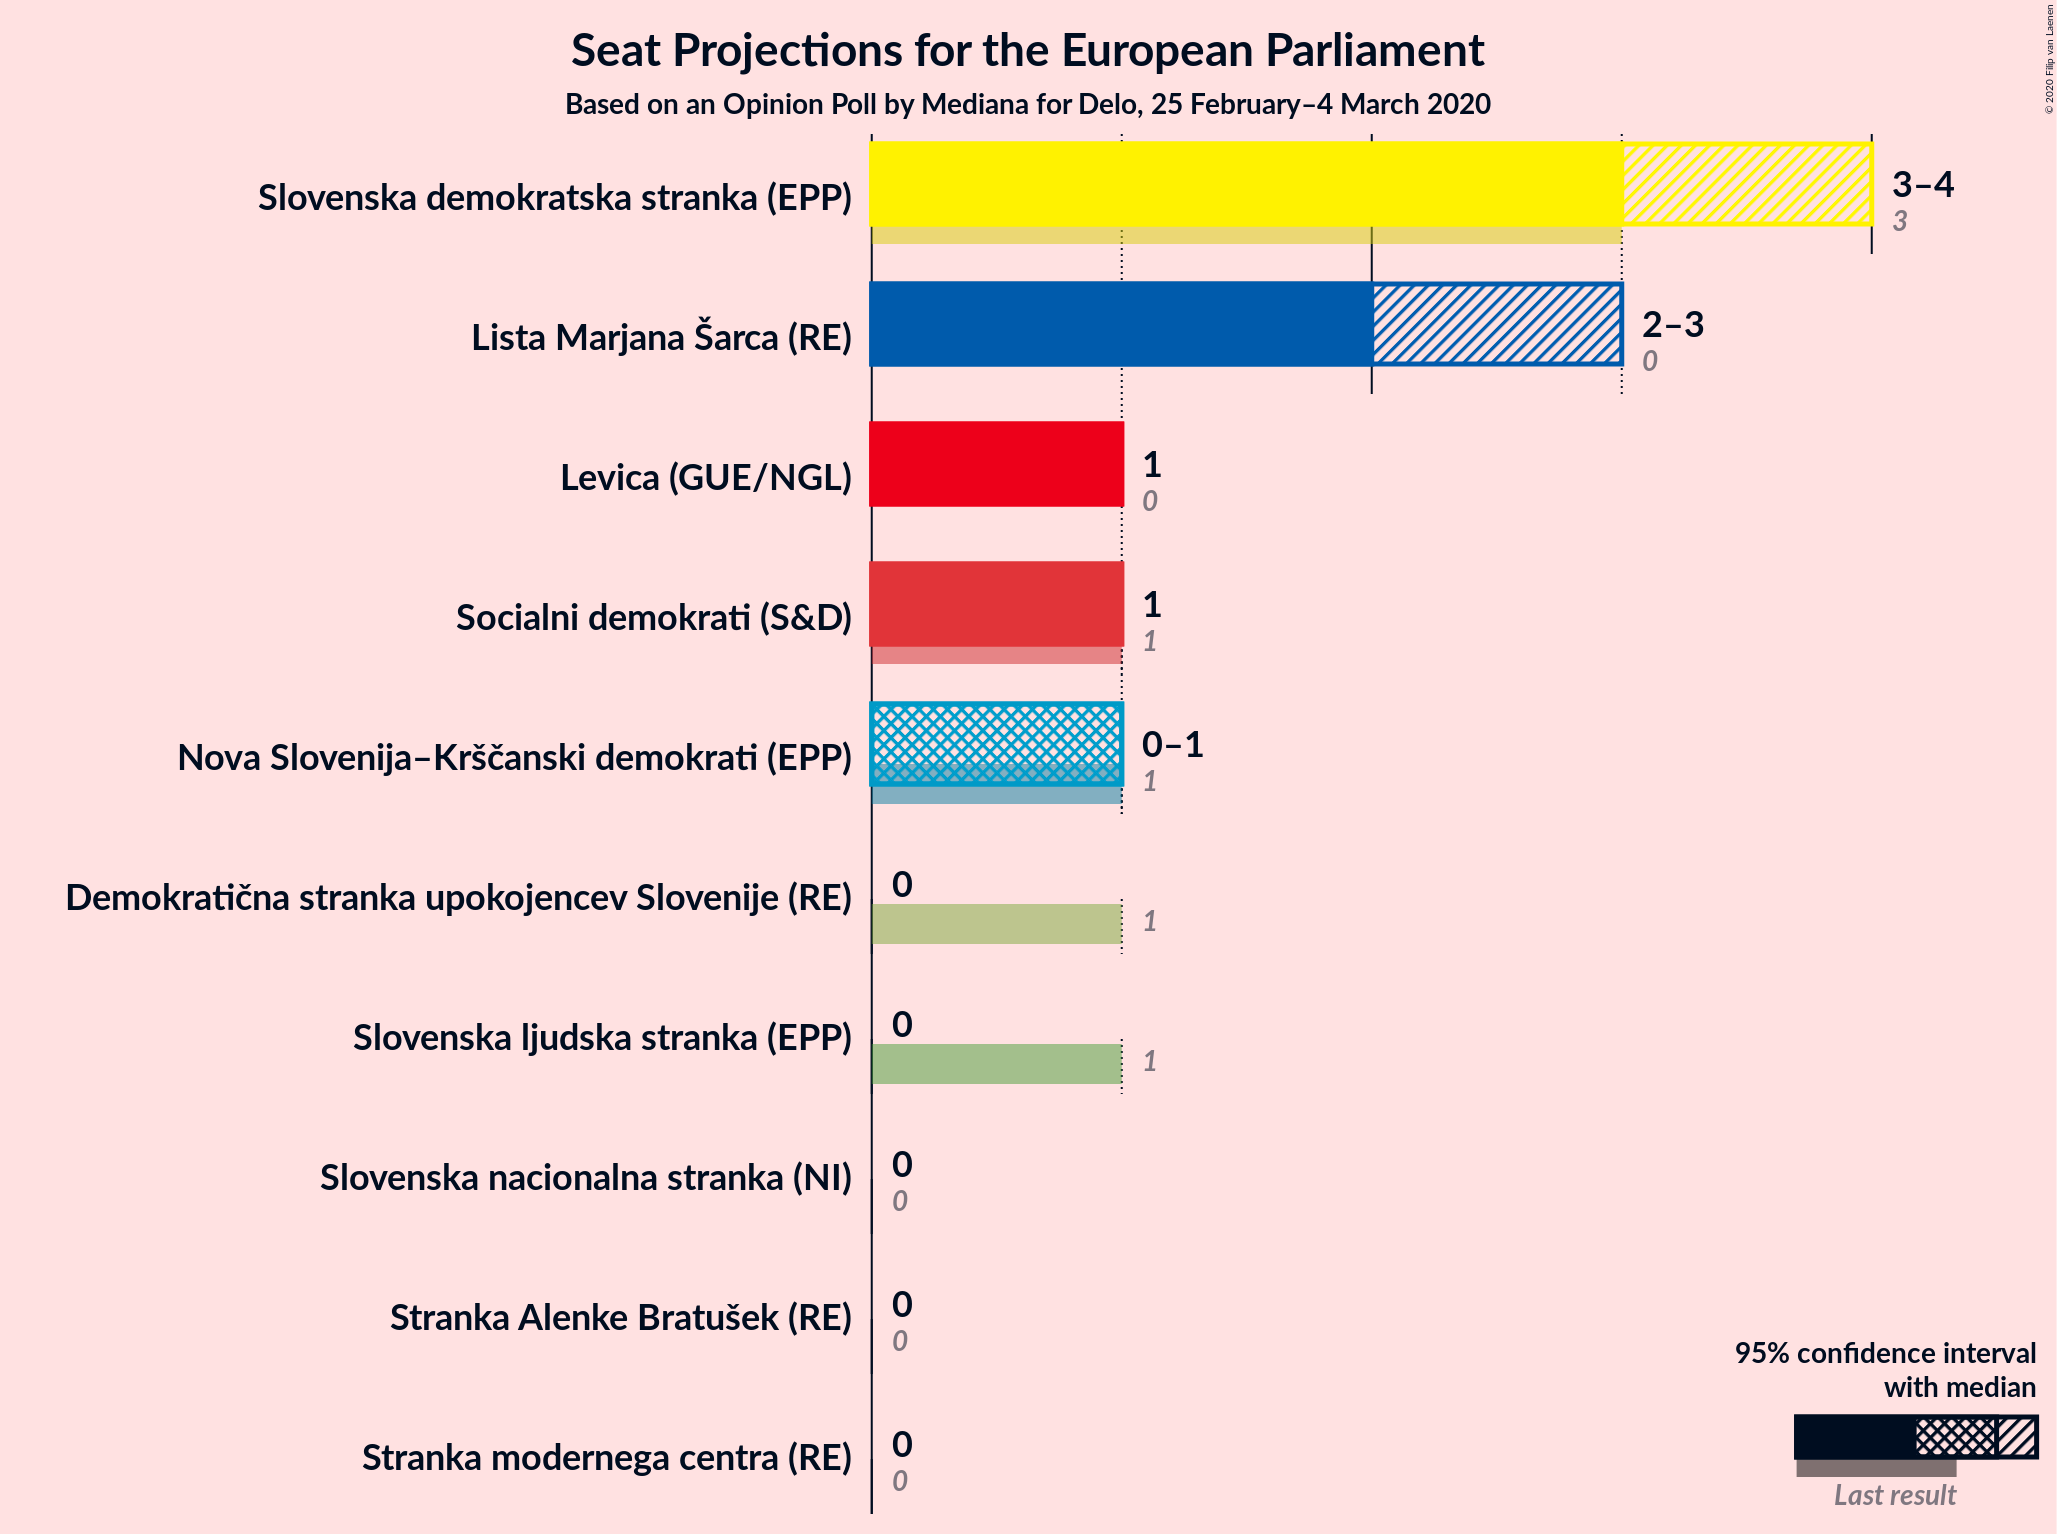 Seat Projections for the European Parliament
Based on an Opinion Poll by Mediana for Delo, 25 February–4 March 2020
© 2020 Filip van Laenen
Slovenska demokratska stranka (EPP)
3–4
3
Lista Marjana Šarca (RE)
2–3
0
Levica (GUE/NGL)
1
0
Socialni demokrati (S&D)
1
1
Nova Slovenija–Krščanski demokrati (EPP)
0–1
1
Demokratična stranka upokojencev Slovenije (RE)
0
1
Slovenska ljudska stranka (EPP)
0
1
Slovenska nacionalna stranka (NI)
0
0
Stranka Alenke Bratušek (RE)
0
0
Stranka modernega centra (RE)
0
0
95% confidence interval
with median
Last result